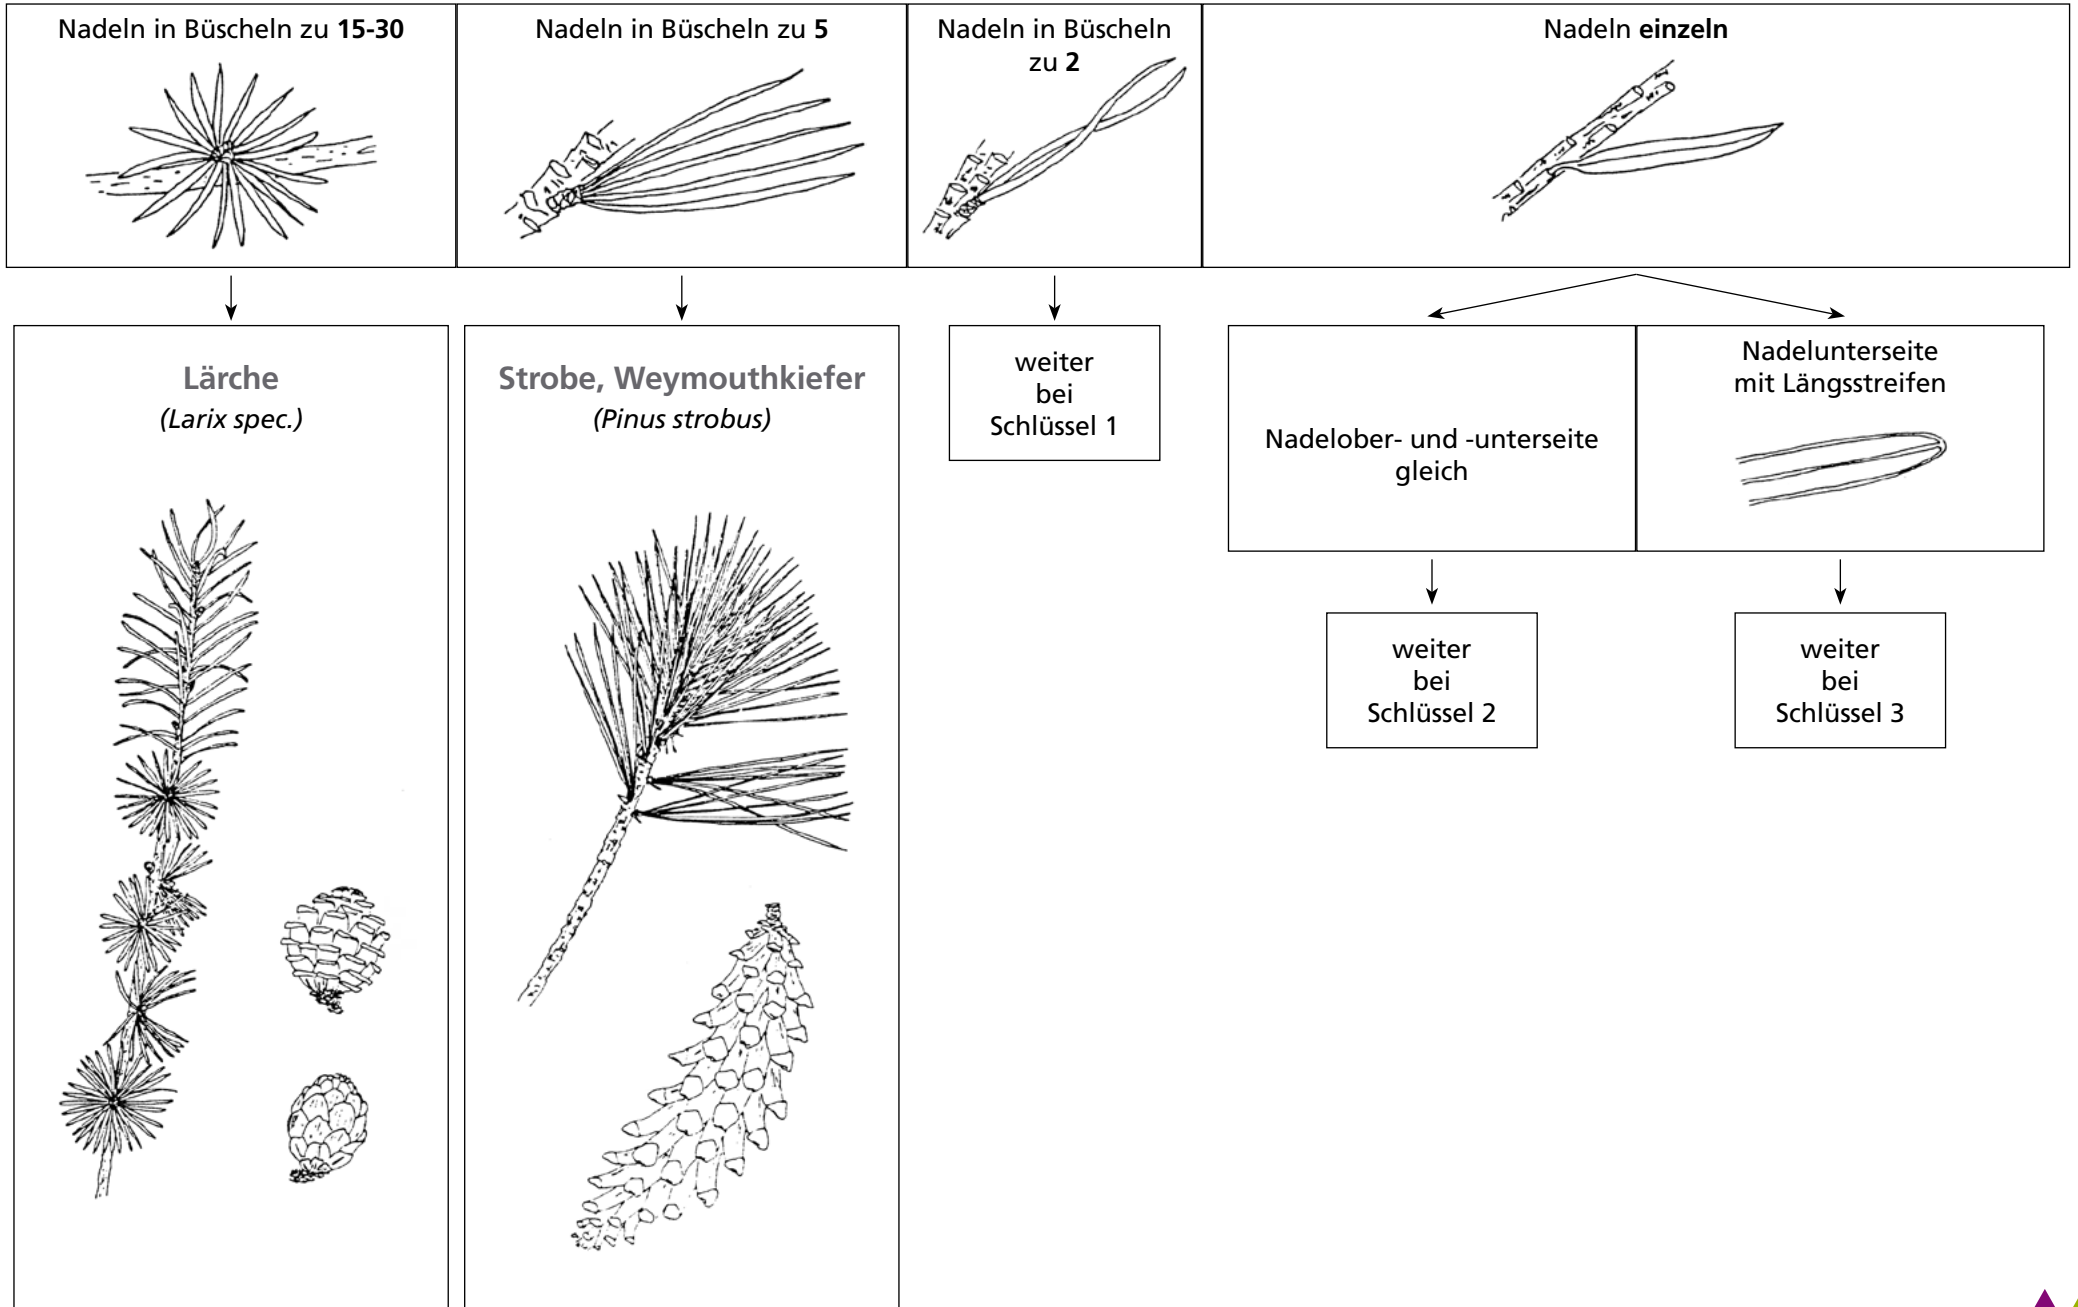 Nadeln in Büscheln zu 15-30
Nadeln in Büscheln zu 5
Nadeln in Büscheln
zu 2
Nadeln einzeln
Lärche
(Larix spec.)
Strobe, Weymouthkiefer
(Pinus strobus)
weiter
bei
Schlüssel 1
Nadelober- und -unterseite
gleich
Nadelunterseite
mit Längsstreifen
weiter
bei
Schlüssel 2
weiter
bei
Schlüssel 3